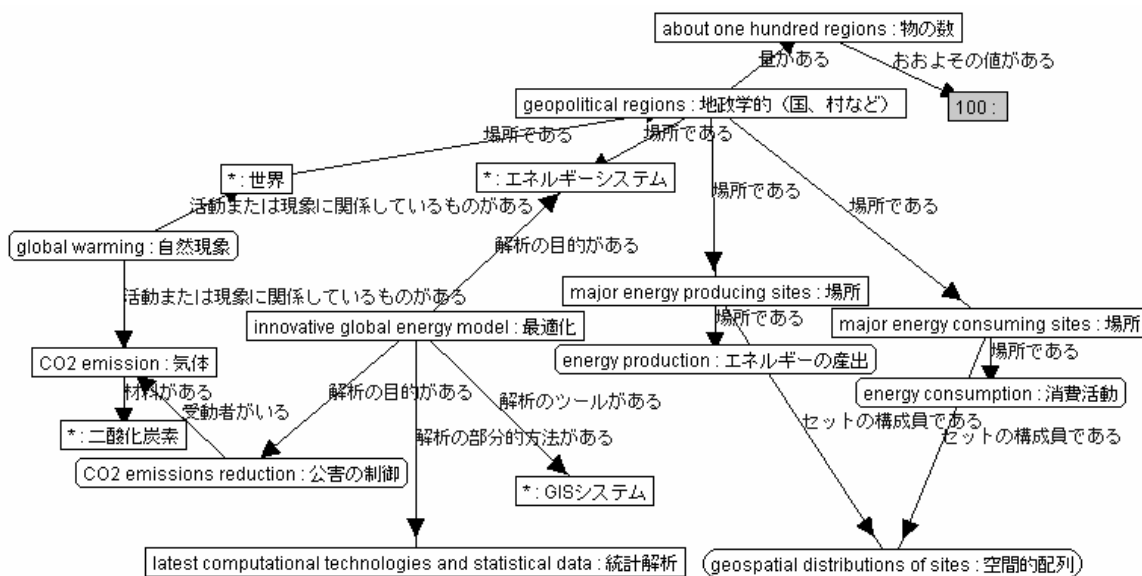 about one hundred regions : 物の数
量がある
おおよその値がある
geopolitical regions : 地政学的（国、村など）
100 :
場所である
場所である
* : 世界
* : エネルギーシステム
場所である
場所である
活動または現象に関係しているものがある
global warming : 自然現象
解析の目的がある
活動または現象に関係しているものがある
major energy producing sites : 場所
innovative global energy model : 最適化
場所である
major energy consuming sites : 場所
CO2 emission : 気体
energy production : エネルギーの産出
場所である
材料がある
解析の目的がある
解析のツールがある
energy consumption : 消費活動
受動者がいる
セットの構成員である
* : 二酸化炭素
解析の部分的方法がある
セットの構成員である
CO2 emissions reduction : 公害の制御
* : GISシステム
latest computational technologies and statistical data : 統計解析
geospatial distributions of sites : 空間的配列